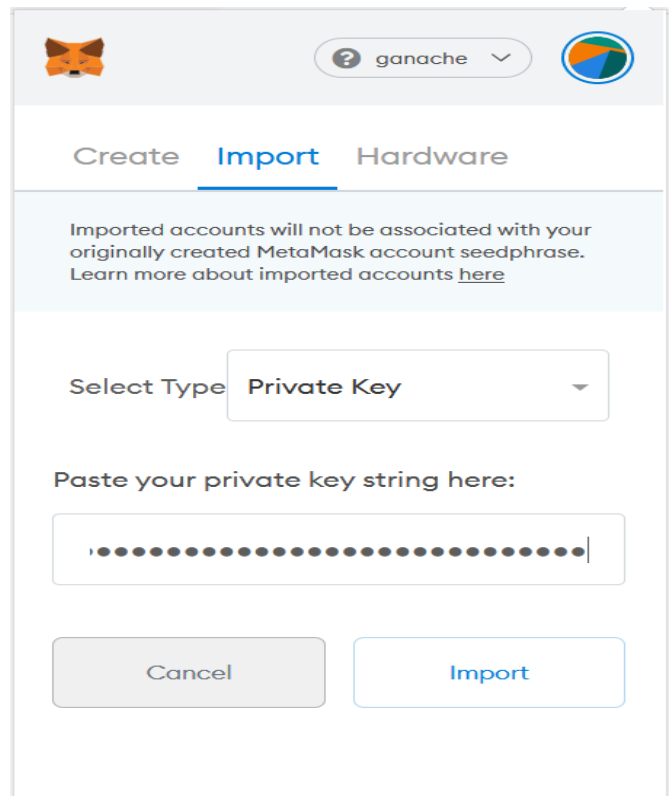 ganache
Create Import Hardware
Imported accounts will not be associated with your
originally created MetaMask account seedphrase.
Learn more about imported accounts here
Select Type Private Key
Paste your private key string here:
Cancel Import